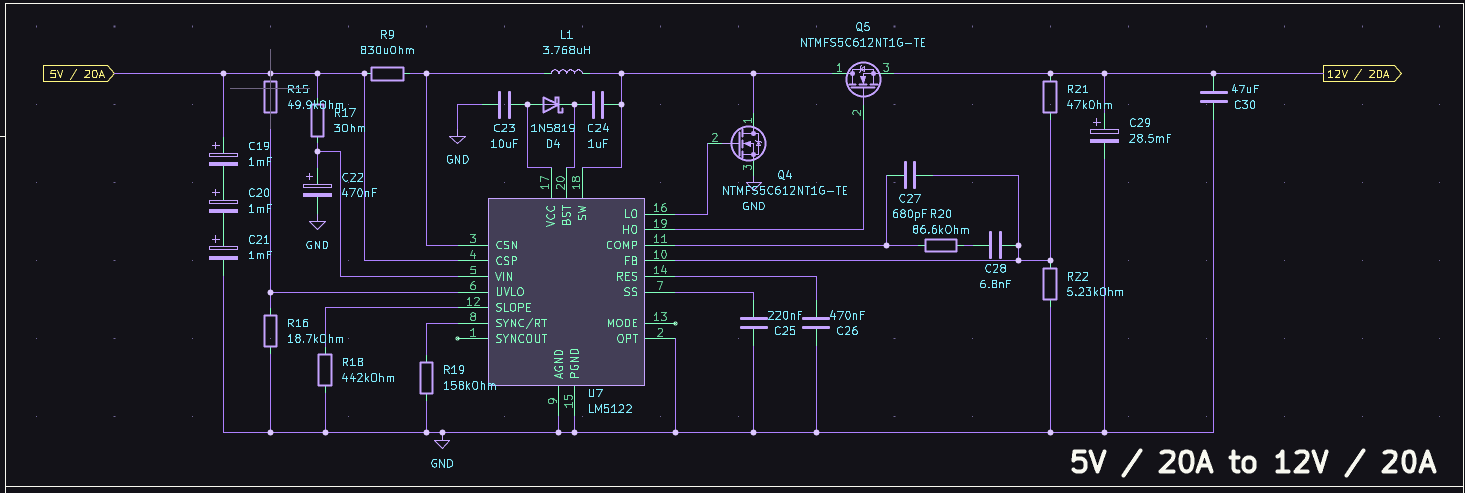 Q5
NTMFS5C612NT1G-TE
R9
830uOhm
L1
3.768uH
5V / 20A
1
3
12V / 20A
R15
49.9kOhm
R17
3Ohm
C23
10uF
1N5819
D4
C24
1uF
2
1
3
2
R21
47kOhm
47uF
C30
C29
28.5mF
GND
C19
1mF
C20
1mF
C21
1mF
C22
470nF
GND
Q4
NTMFS5C612NT1G-TE
GND
C27
680pF
R20
86.6kOhm
C28
6.8nF
R22
5.23kOhm
17
20
18
VCC
BST
SW
LO
16
HO
19
3
CSN
COMP
11
4
CSP
FB
10
5
VIN
RES
14
6
UVLO
SS
7
12
SLOPE
8
SYNC/RT
MODE
13
1
SYNCOUT
OPT
2
AGND
PGND
9
15
220nF
C25
470nF
C26
R16
18.7kOhm
R18
442kOhm
R19
158kOhm
U7
LM5122
GND
5V / 20A to 12V / 20A